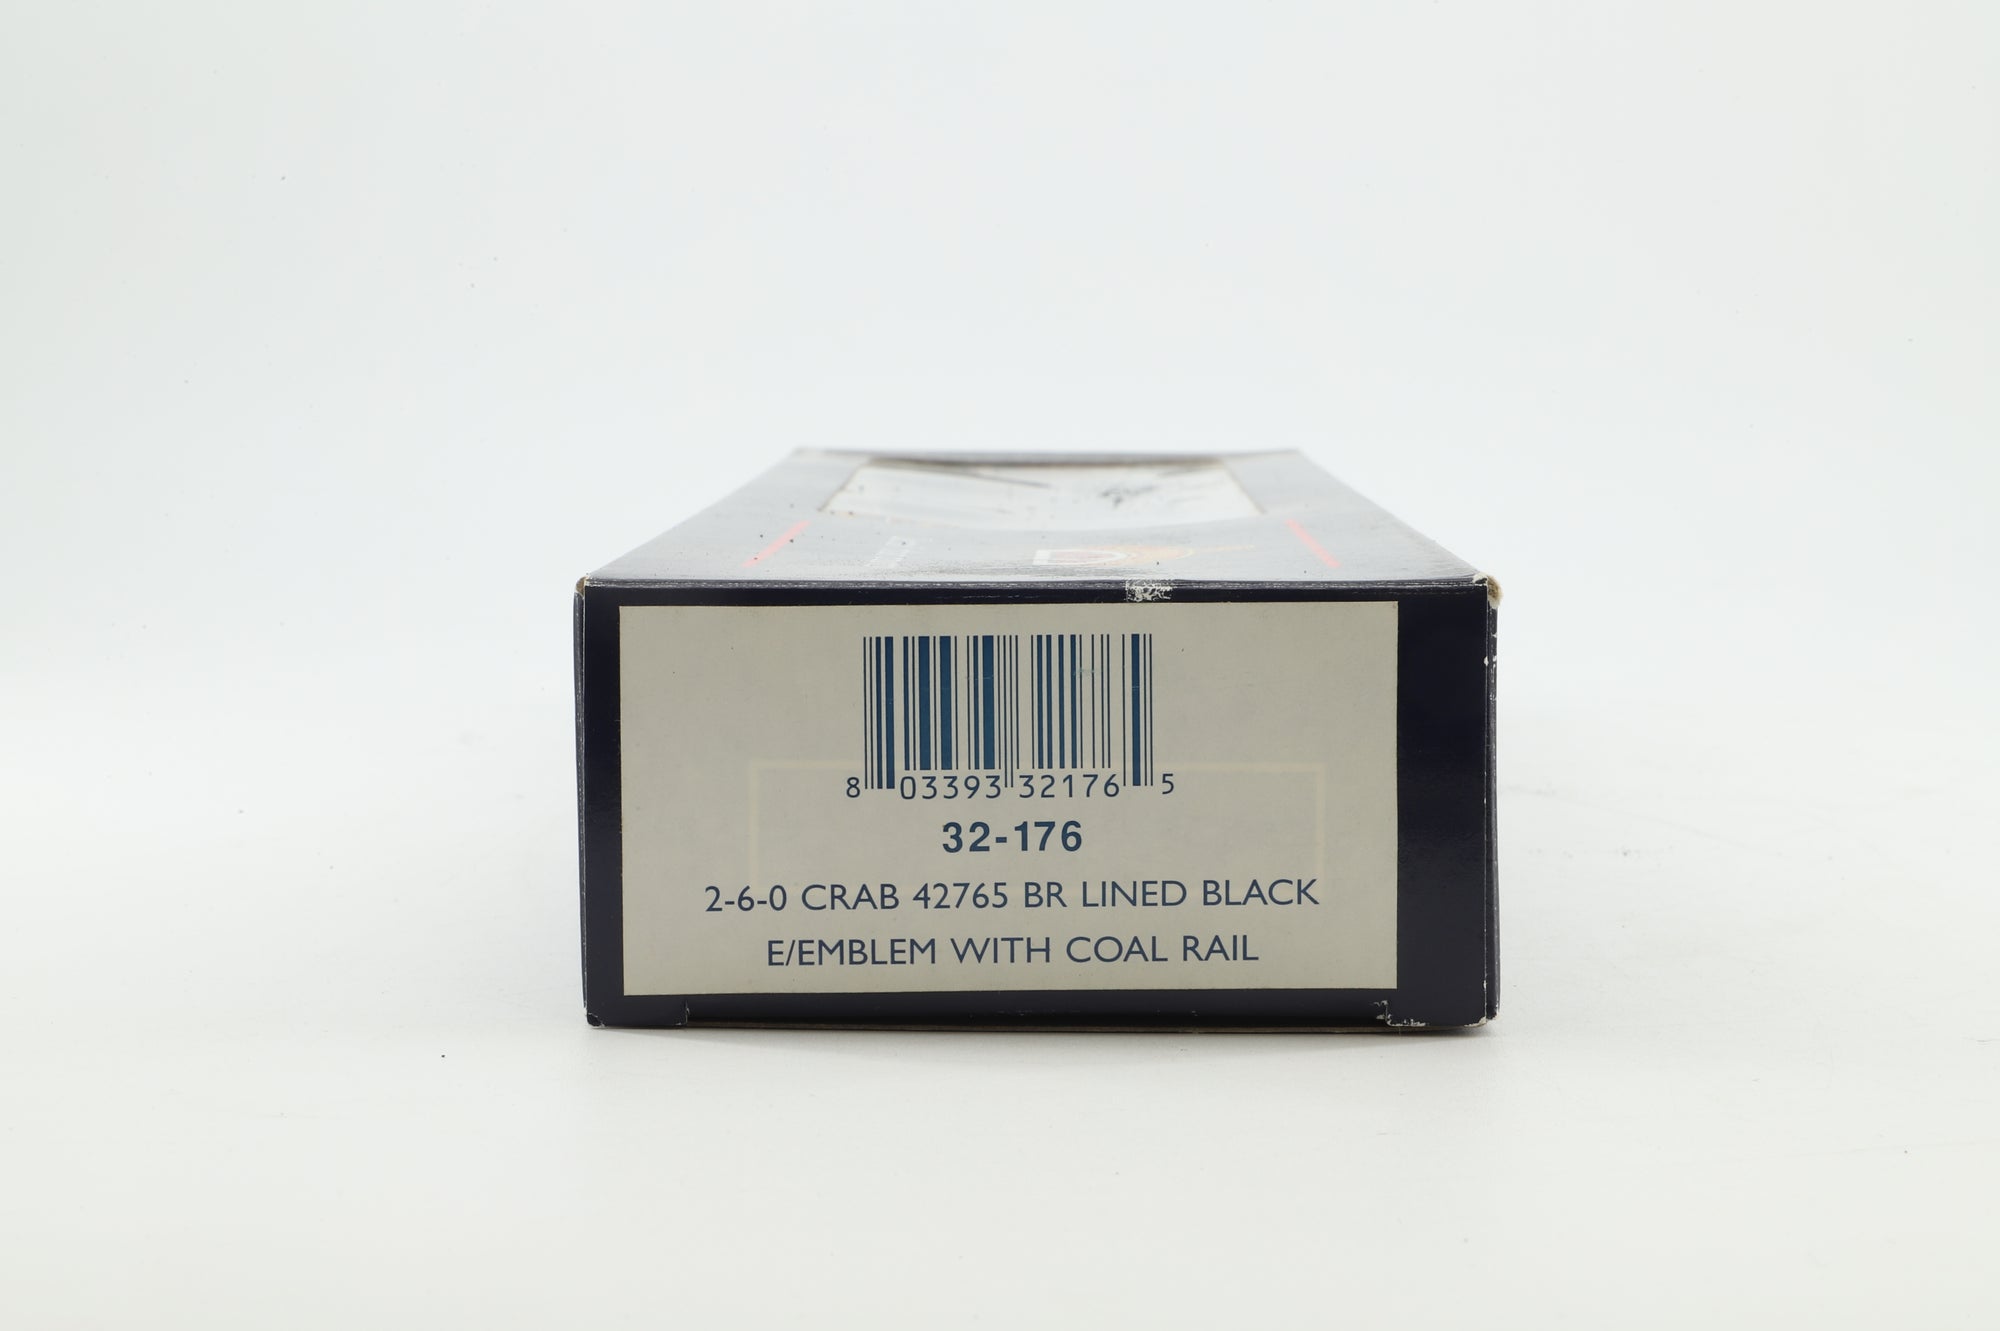 8 03393 32176 5
32-176
2-6-0 CRAB 42765 BR LINED BLACK
E/EMBLEM WITH COAL RAIL